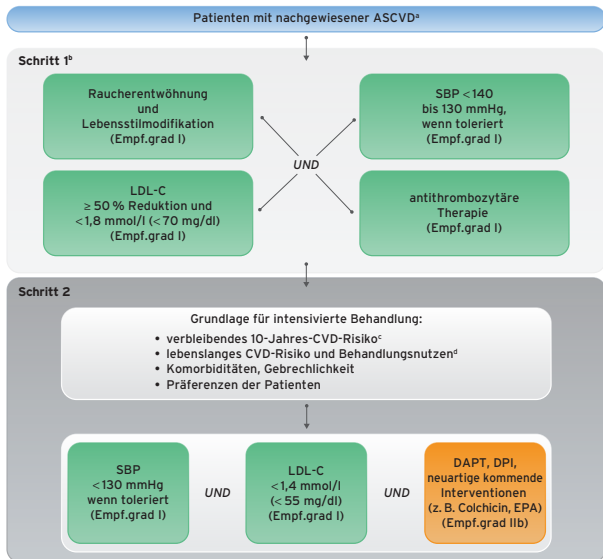 Patienten mit nachgewiesener ASCVDᵃ
Schritt 1ᵇ
Raucherentwöhnung
und
Lebensstilmodifikation
(Empf.grad I)
SBP < 140
bis 130 mmHg,
wenn toleriert
(Empf.grad I)
UND
LDL-C
≥ 50 % Reduktion und
< 1,8 mmol/l (< 70 mg/dl)
(Empf.grad I)
antithrombozytäre
Therapie
(Empf.grad I)
Schritt 2
Grundlage für intensivierte Behandlung:
• verbleibendes 10-Jahres-CVD-Risikoᶜ
• lebenslanges CVD-Risiko und Behandlungsnutzenᵈ
• Komorbiditäten, Gebrechlichkeit
• Präferenzen der Patienten
SBP
< 130 mmHg
wenn toleriert
(Empf.grad I)
UND
LDL-C
< 1,4 mmol/l
(< 55 mg/dl)
(Empf.grad I)
UND
DAPT, DPI,
neuartige kommende
Interventionen
(z. B. Colchicin, EPA)
(Empf.grad IIb)